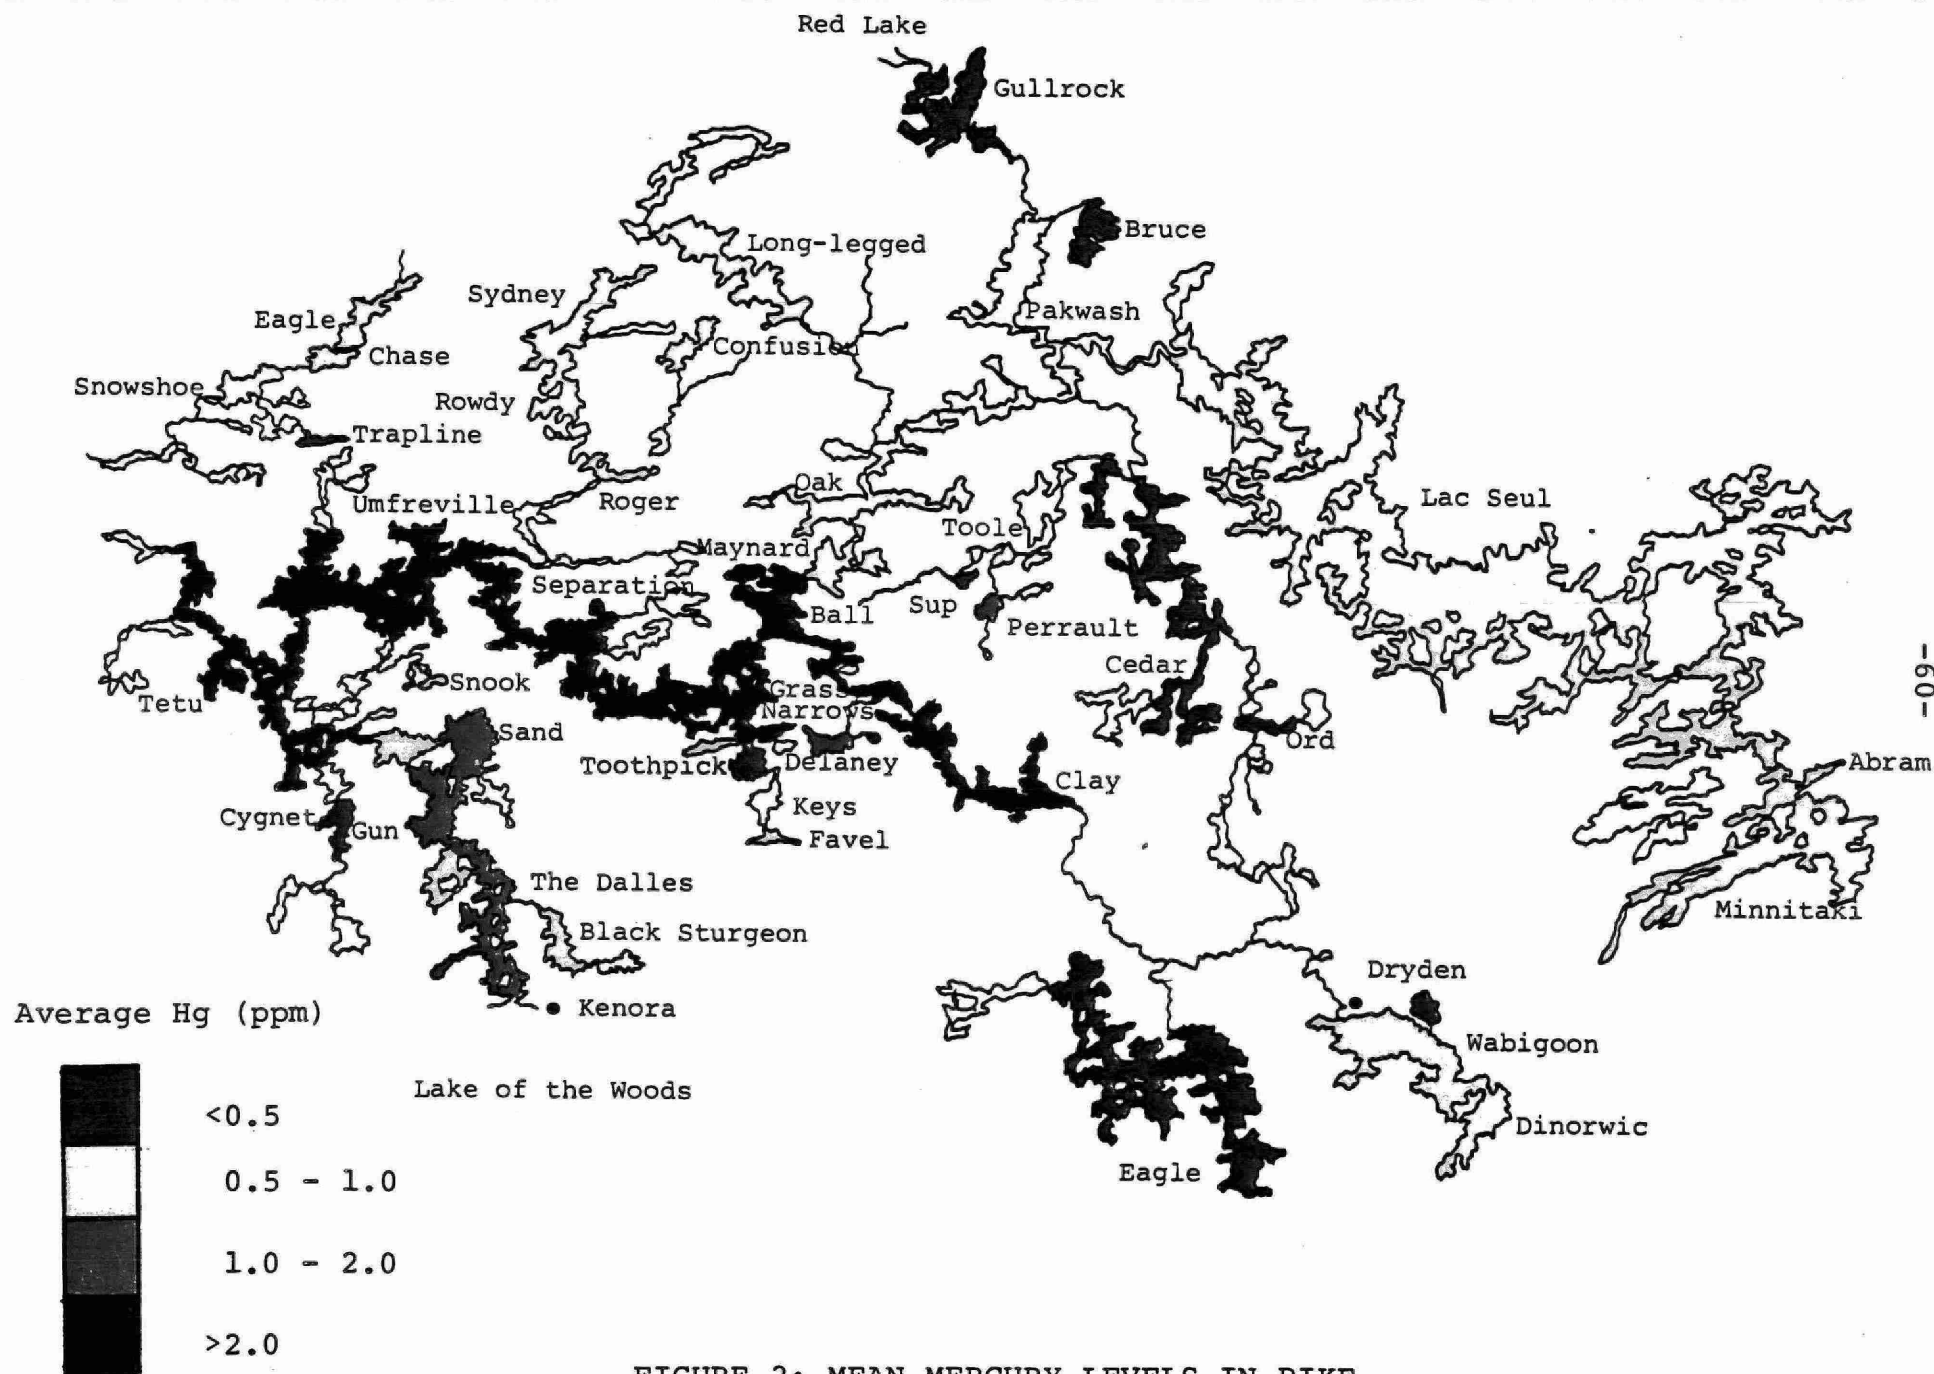 Red Lake
Gullrock
Bruce
Long-legged
Sydney
Eagle
Pakwash
Confusion
Chase
Snowshoe
Rowdy
Trapline
Oak
Lac Seul
Umfreville
Roger
Toole
Maynard
Separation
Sup
Ball
Perrault
Cedar
Snook
Grassy
Narrows
Tetu
Sand
Ord
Toothpick
Delaney
Abram
Clay
Keys
Cygnet
Gun
Favel
The Dalles
Minnitaki
Black Sturgeon
Dryden
Kenora
Wabigoon
Dinorwic
Eagle
Lake of the Woods
-60-
Average Hg (ppm)
<0.5
0.5 - 1.0
1.0 - 2.0
>2.0
FIGURE 2: MEAN MERCURY LEVELS IN PIKE